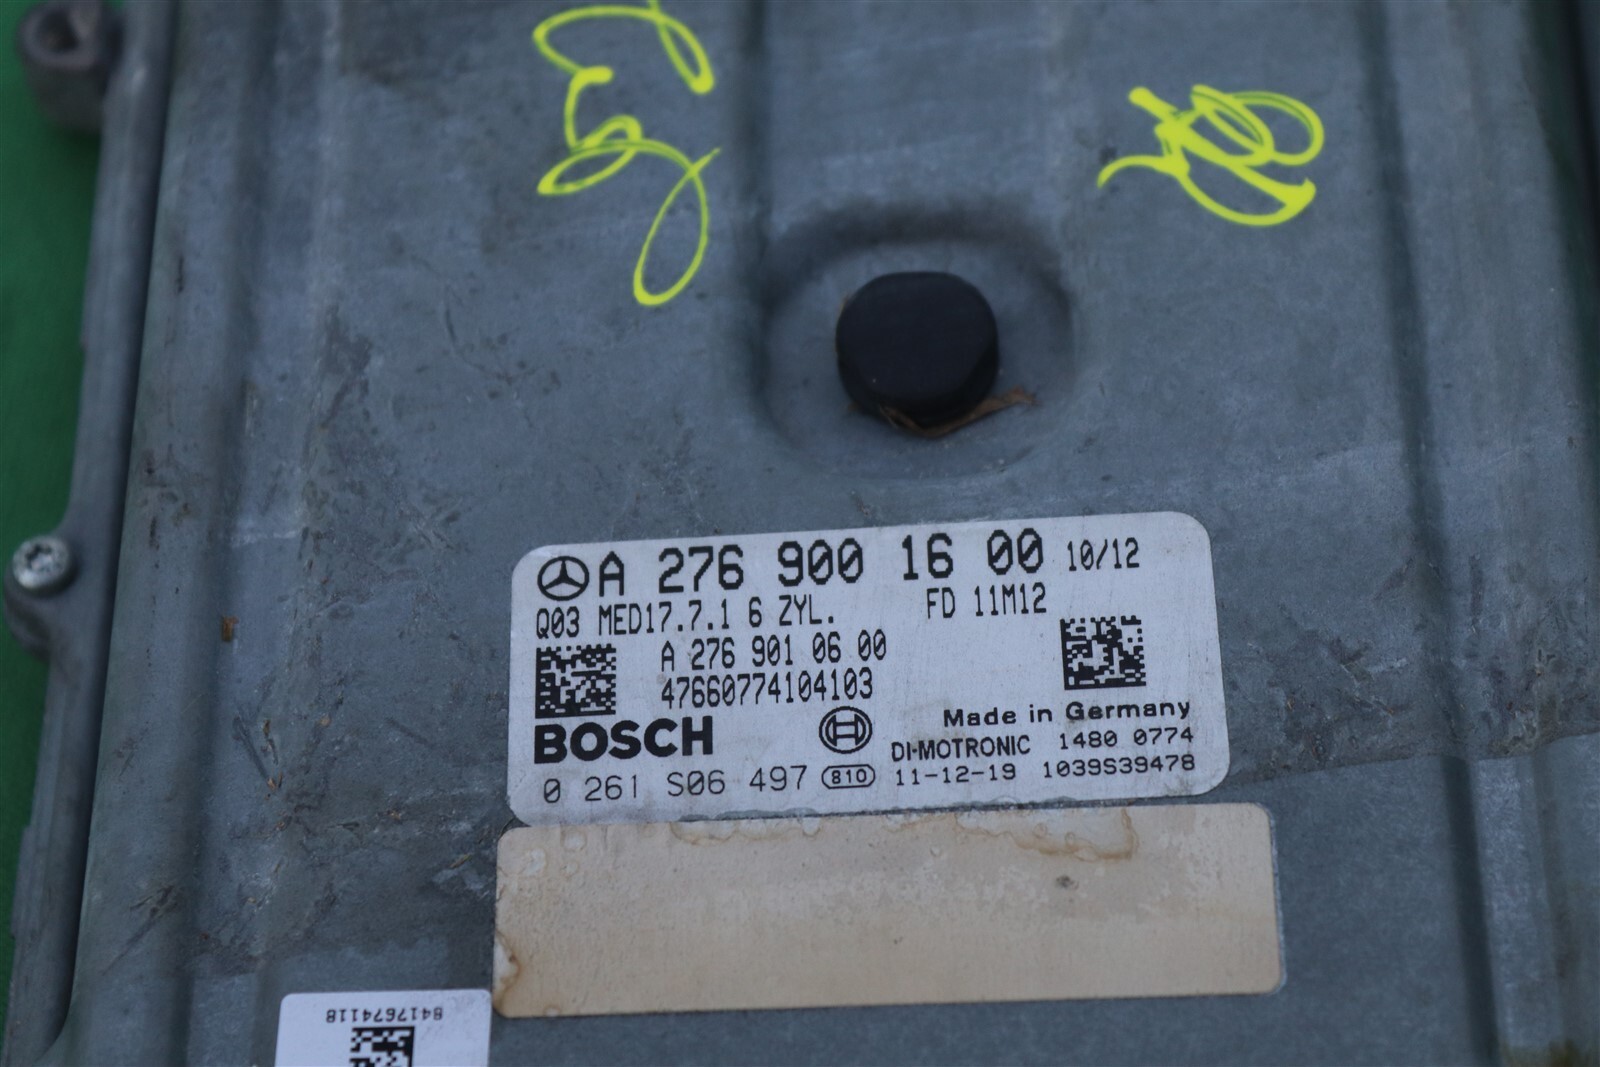 A 276 900 16 00 10/12
Q03 MED17.7.1 6 ZYL. FD 11M12
A 276 901 06 00
47660774104103
BOSCH Made in Germany
DI-MOTRONIC 1480 0774
0 261 S06 497 810 11-12-19 1039S39478
8417674118